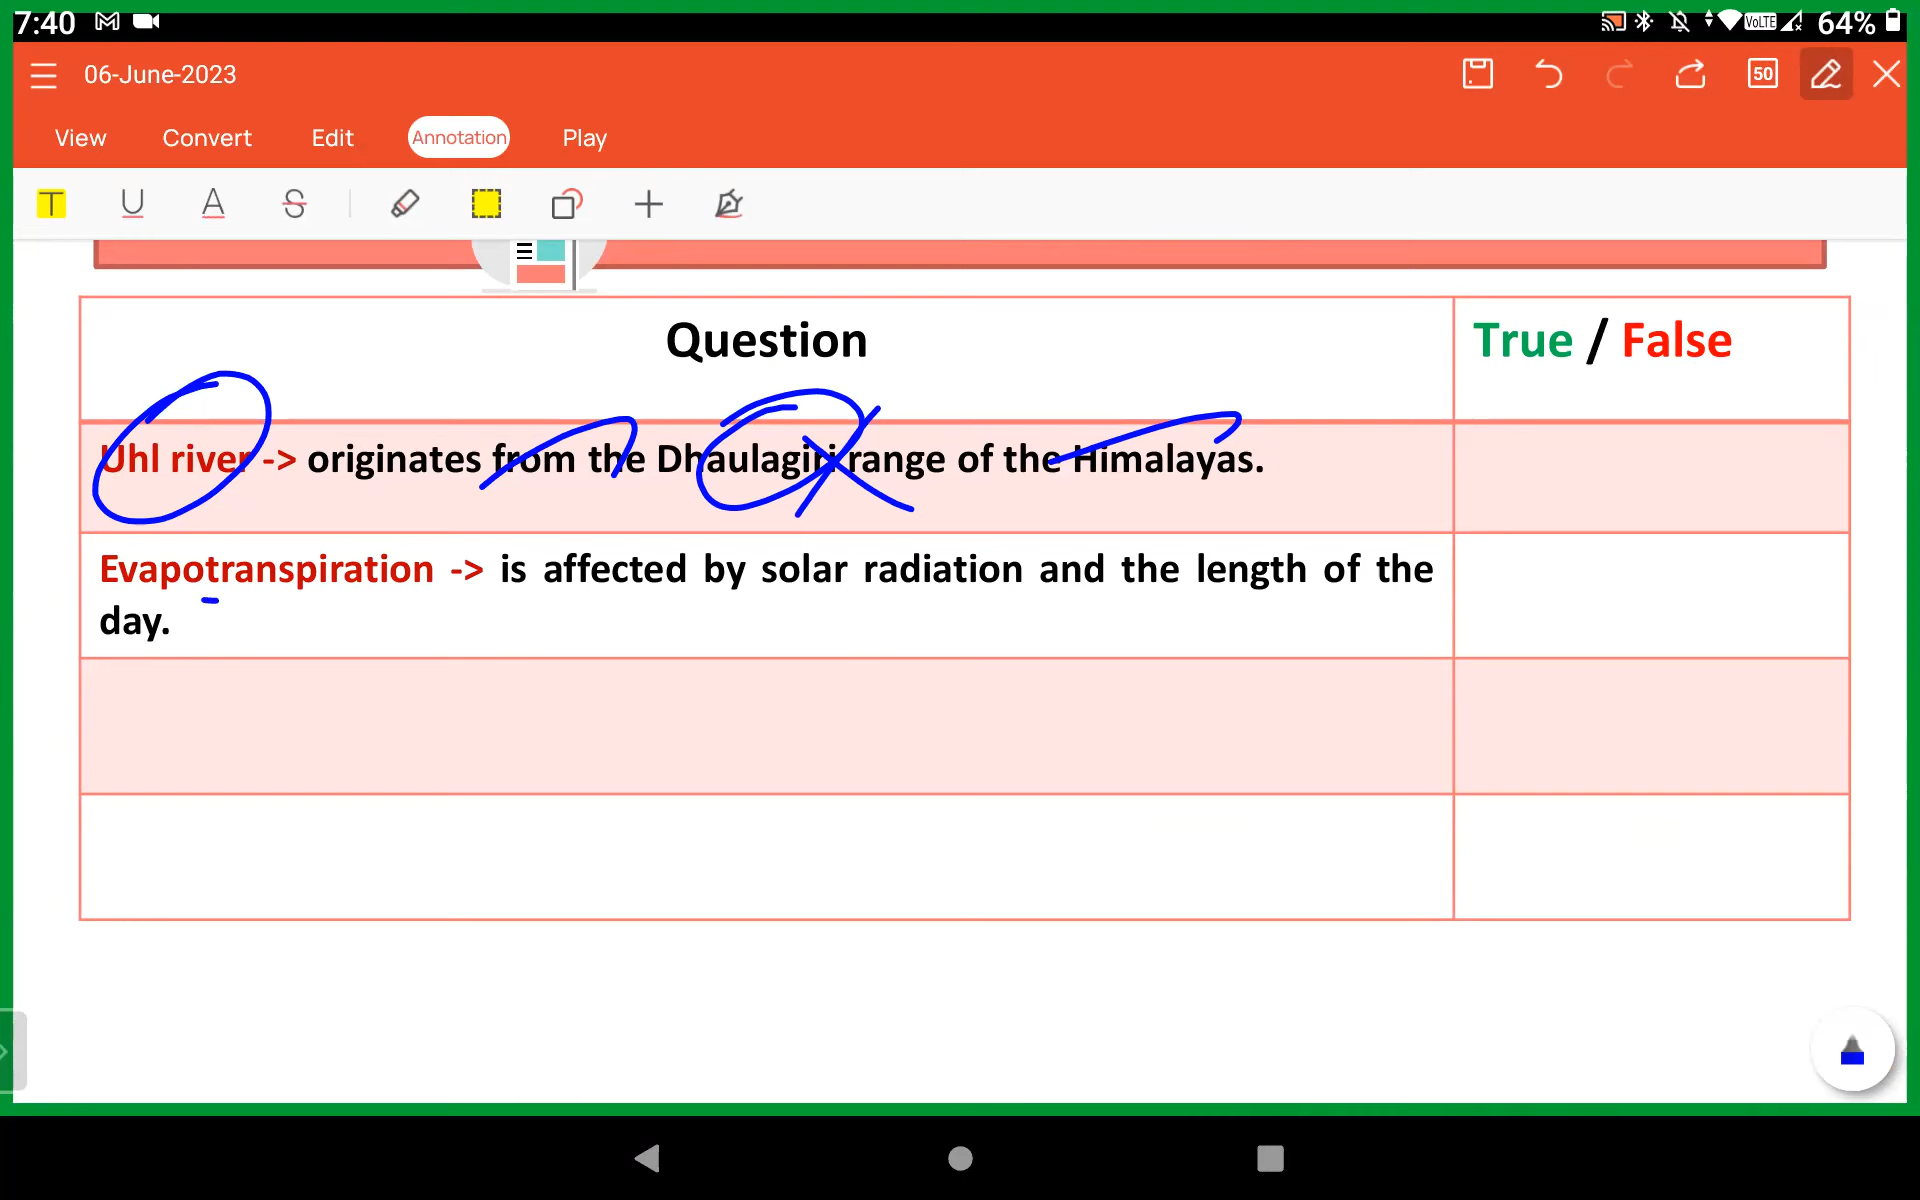 7:40
VoLTE
64%
06-June-2023
50
View Convert Edit Annotation Play
T U A S
Question
True / False
Uhl river -> originates from the Dhaulagiri range of the Himalayas.
Evapotranspiration -> is affected by solar radiation and the length of the
day.